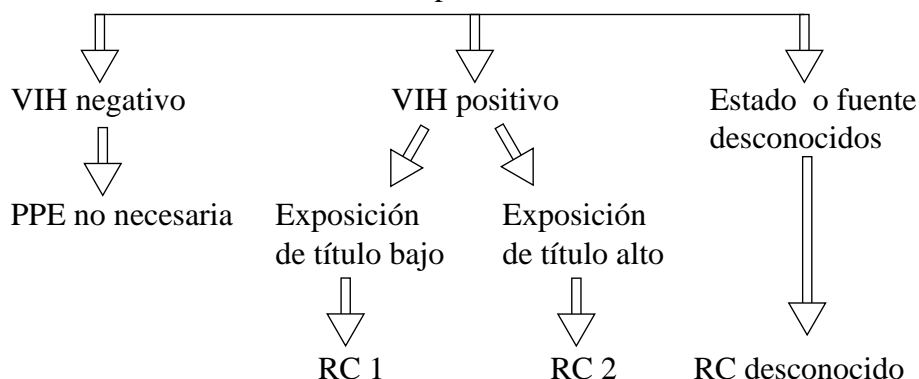 VIH negativo
VIH positivo
Estado o fuente
desconocidos
PPE no necesaria
Exposición
de título bajo
Exposición
de título alto
RC 1
RC 2
RC desconocido